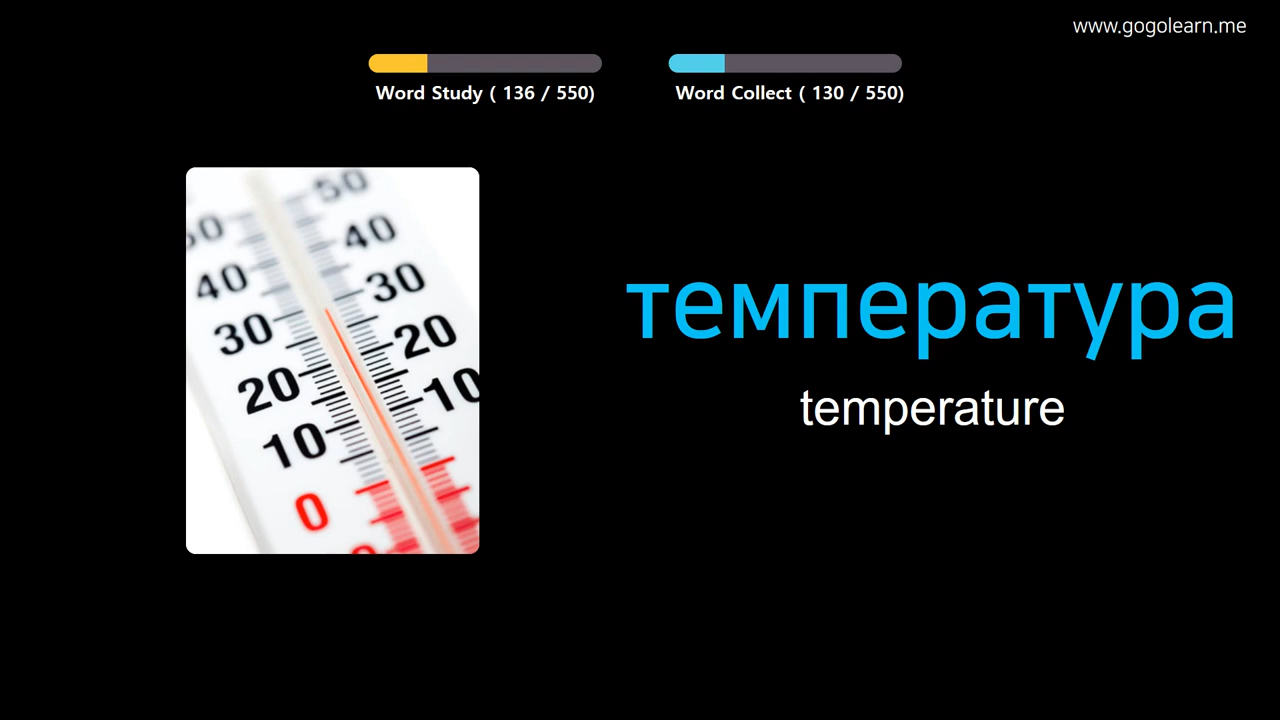 www.gogolearn.me
Word Study ( 136 / 550)
Word Collect ( 130 / 550)
50
50
40
40
30
30
20
20
10
10
0
температура
temperature